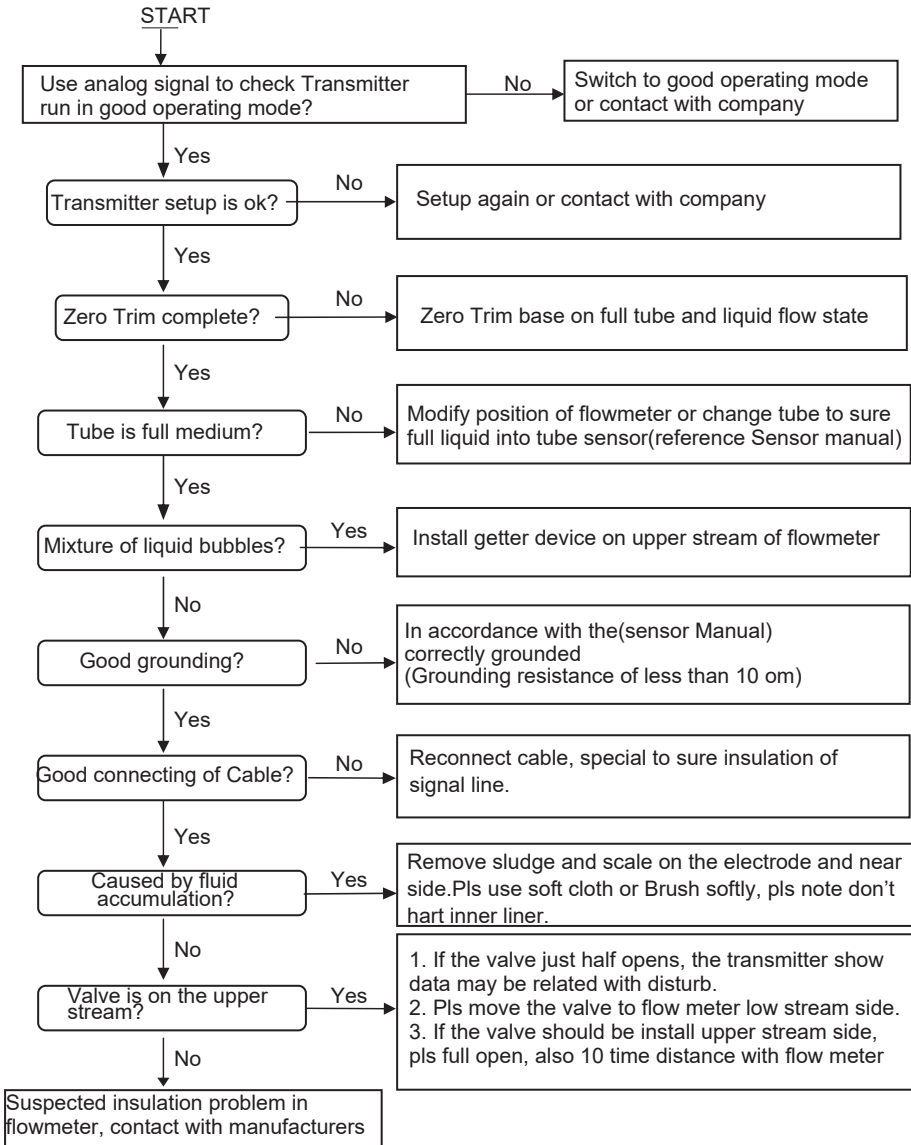 START
Use analog signal to check Transmitter
run in good operating mode?
No
Switch to good operating mode
or contact with company
Yes
Transmitter setup is ok?
No
Setup again or contact with company
Yes
Zero Trim complete?
No
Zero Trim base on full tube and liquid flow state
Yes
Tube is full medium?
No
Modify position of flowmeter or change tube to sure
full liquid into tube sensor(reference Sensor manual)
Yes
Mixture of liquid bubbles?
Yes
Install getter device on upper stream of flowmeter
No
Good grounding?
No
In accordance with the(sensor Manual)
correctly grounded
(Grounding resistance of less than 10 om)
Yes
Good connecting of Cable?
No
Reconnect cable, special to sure insulation of
signal line.
Yes
Caused by fluid
accumulation?
Yes
Remove sludge and scale on the electrode and near
side.Pls use soft cloth or Brush softly, pls note don’t
hart inner liner.
No
Valve is on the upper
stream?
Yes
1. If the valve just half opens, the transmitter show
data may be related with disturb.
2. Pls move the valve to flow meter low stream side.
3. If the valve should be install upper stream side,
pls full open, also 10 time distance with flow meter
No
Suspected insulation problem in
flowmeter, contact with manufacturers